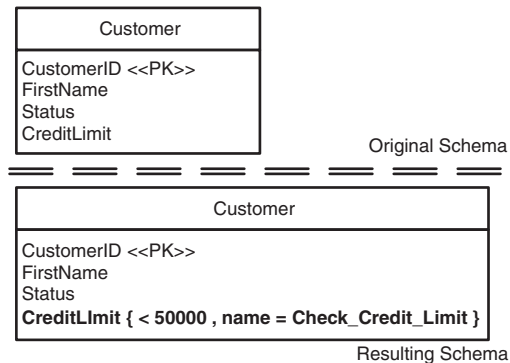 Customer
CustomerID <<PK>>
FirstName
Status
CreditLimit
Original Schema
Customer
CustomerID <<PK>>
FirstName
Status
CreditLImit { < 50000 , name = Check_Credit_Limit }
Resulting Schema